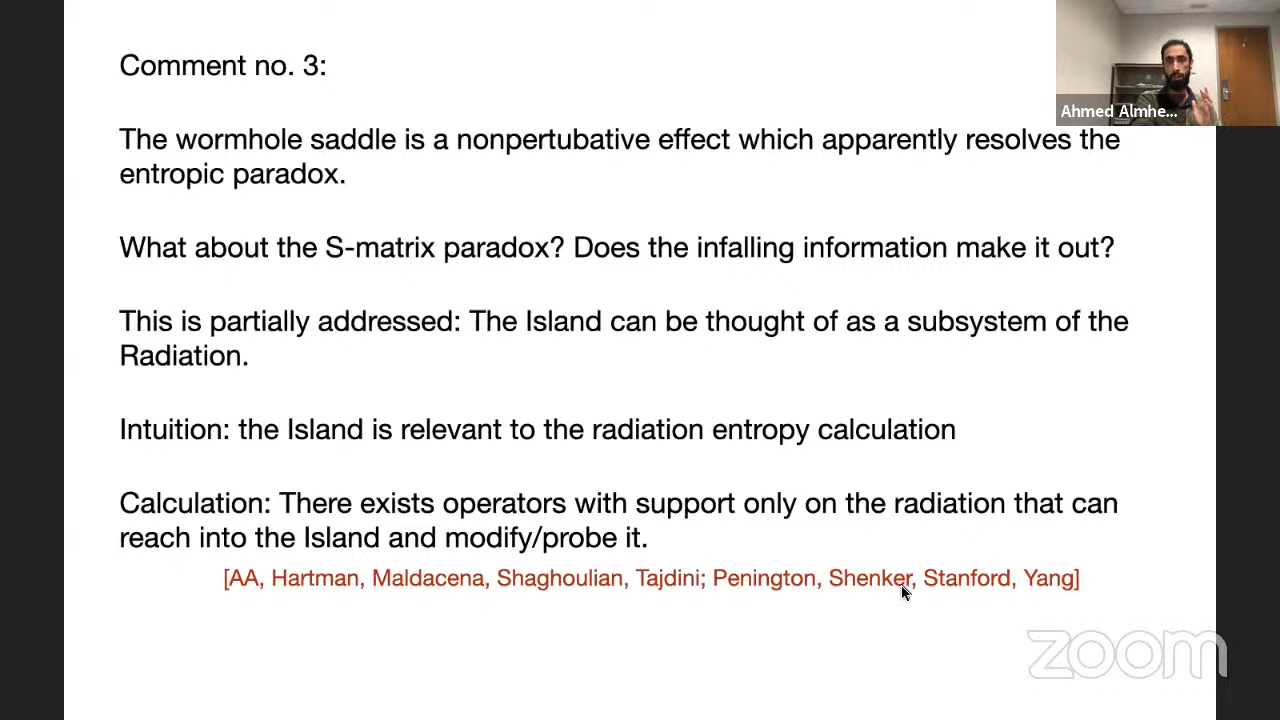 Comment no. 3:
Ahmed Almhe...
The wormhole saddle is a nonpertubative effect which apparently resolves the
entropic paradox.
What about the S-matrix paradox? Does the infalling information make it out?
This is partially addressed: The Island can be thought of as a subsystem of the
Radiation.
Intuition: the Island is relevant to the radiation entropy calculation
Calculation: There exists operators with support only on the radiation that can
reach into the Island and modify/probe it.
[AA, Hartman, Maldacena, Shaghoulian, Tajdini; Penington, Shenker, Stanford, Yang]
zoom